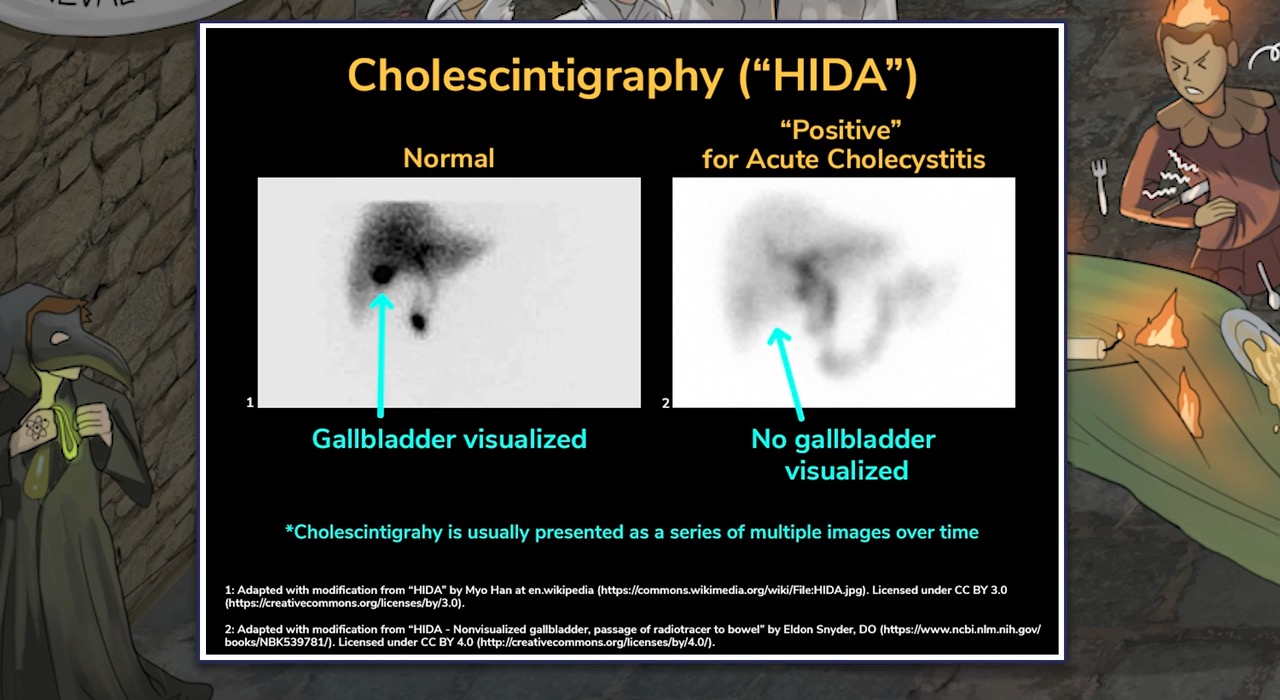 Cholescintigraphy (“HIDA”)
Normal
“Positive”
for Acute Cholecystitis
1
2
Gallbladder visualized
No gallbladder
visualized
*Cholescintigrahy is usually presented as a series of multiple images over time
1: Adapted with modification from “HIDA” by Myo Han at en.wikipedia (https://commons.wikimedia.org/wiki/File:HIDA.jpg). Licensed under CC BY 3.0
(https://creativecommons.org/licenses/by/3.0).
2: Adapted with modification from “HIDA - Nonvisualized gallbladder, passage of radiotracer to bowel” by Eldon Snyder, DO (https://www.ncbi.nlm.nih.gov/
books/NBK539781/). Licensed under CC BY 4.0 (http://creativecommons.org/licenses/by/4.0/).